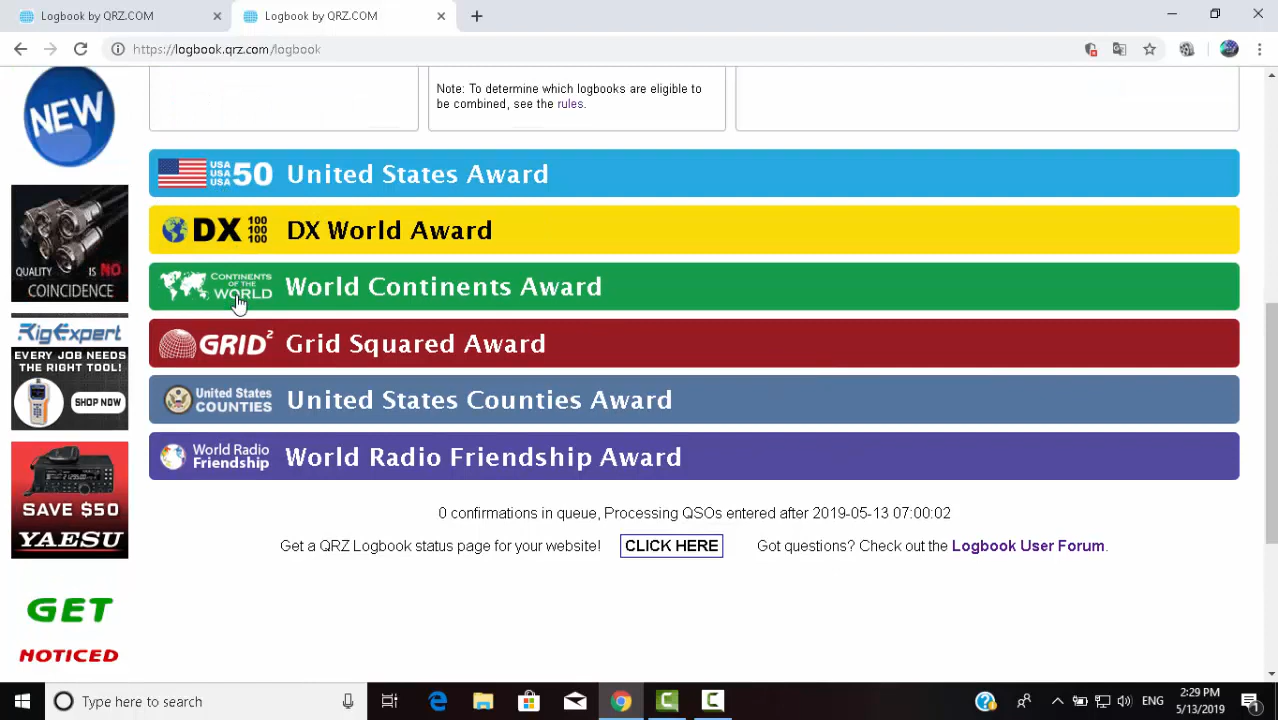 Logbook by QRZ.COM
Logbook by QRZ.COM
https://logbook.qrz.com/logbook
NEW
Note: To determine which logbooks are eligible to
be combined, see the rules.
USA
USA 50
USA
United States Award
DX 100
100
100
DX World Award
CONTINENTS
OF THE
WORLD
World Continents Award
GRID²
Grid Squared Award
United States
COUNTIES
United States Counties Award
World Radio
Friendship
World Radio Friendship Award
QUALITY IS NO
COINCIDENCE
RigExpert
EVERY JOB NEEDS
THE RIGHT TOOL!
SHOP NOW
SAVE $50
YAESU
GET
NOTICED
0 confirmations in queue, Processing QSOs entered after 2019-05-13 07:00:02
Get a QRZ Logbook status page for your website! CLICK HERE Got questions? Check out the Logbook User Forum.
Type here to search
ENG
2:29 PM
5/13/2019
1